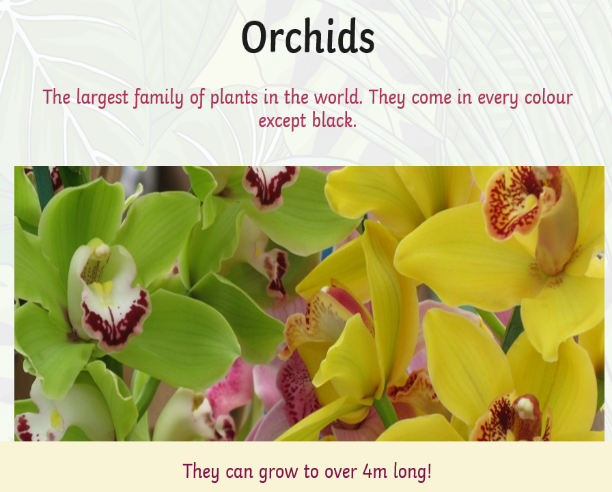 Orchids
The largest family of plants in the world. They come in every colour
except black.
They can grow to over 4m long!